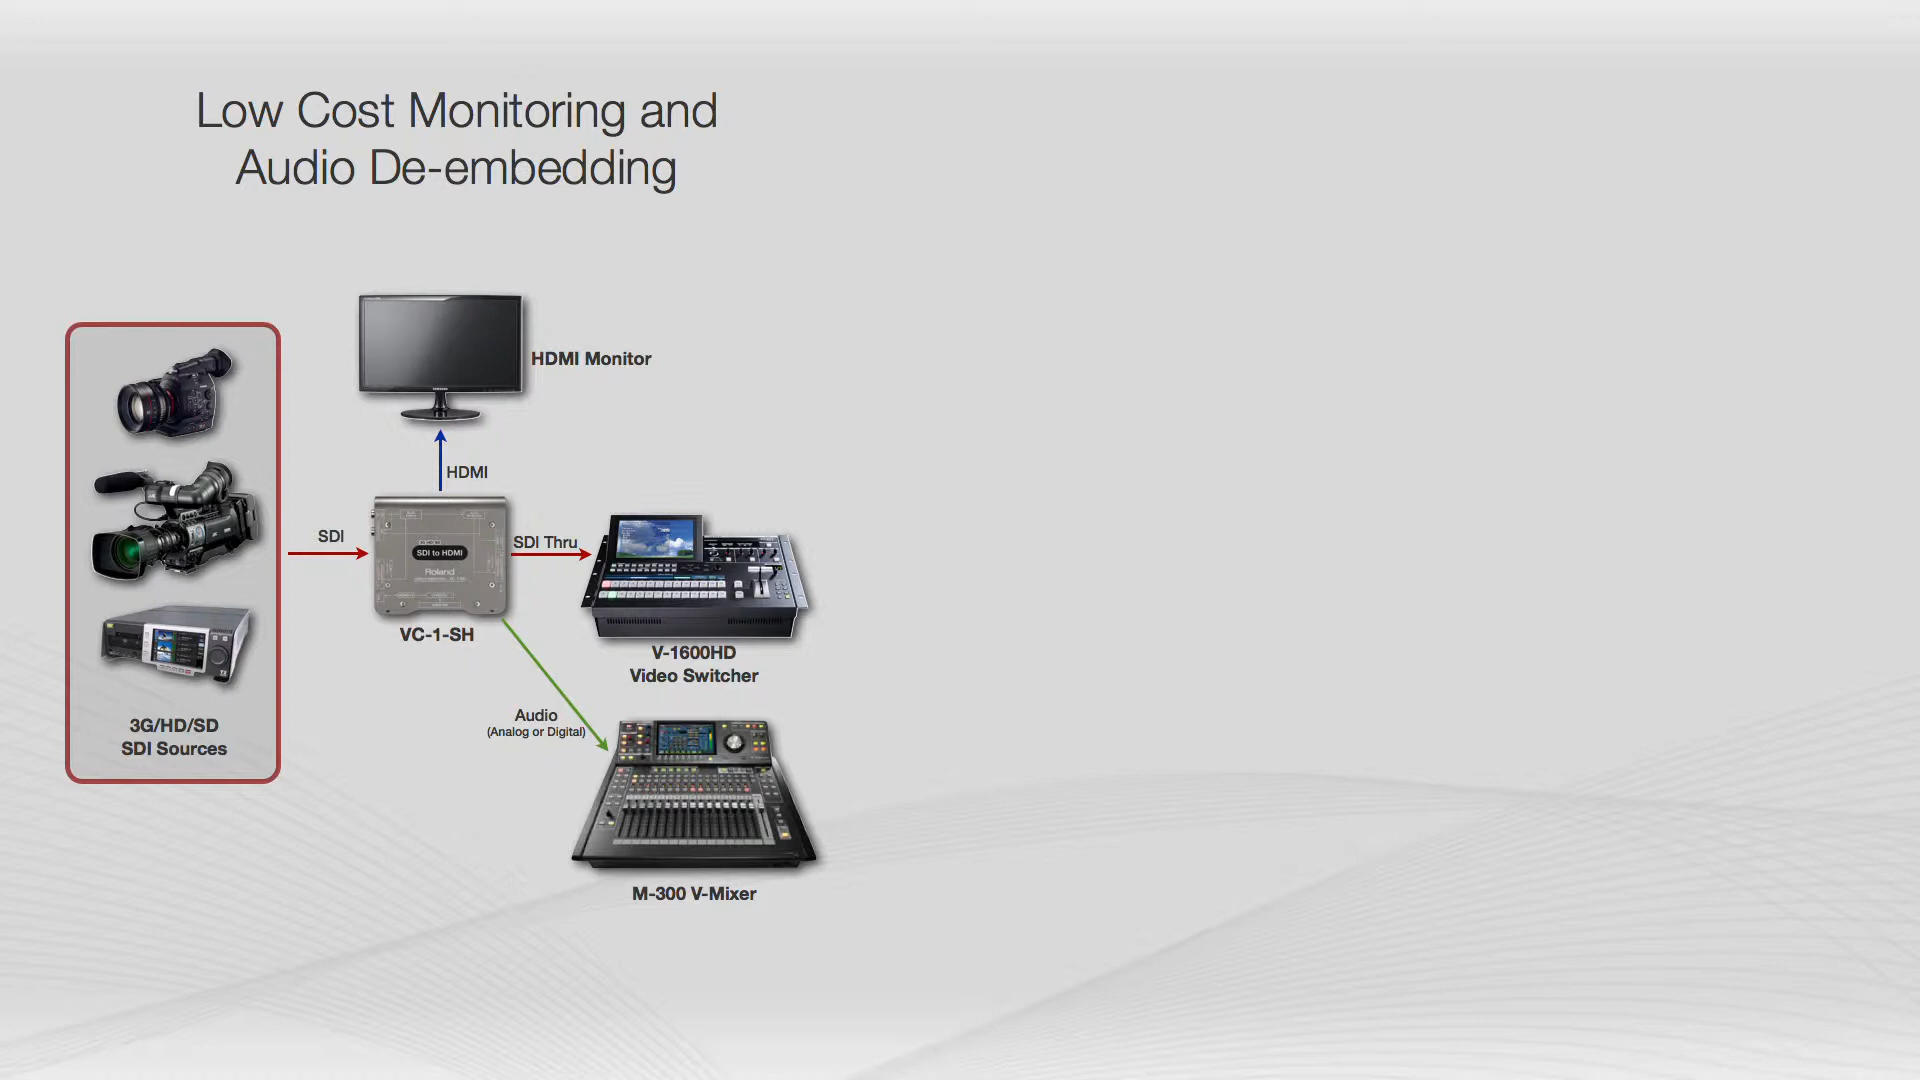 Low Cost Monitoring and
Audio De-embedding
HDMI Monitor
HDMI
SDI
SDI to HDMI
Roland
SDI Thru
VC-1-SH
V-1600HD
Video Switcher
3G/HD/SD
SDI Sources
Audio
(Analog or Digital)
M-300 V-Mixer